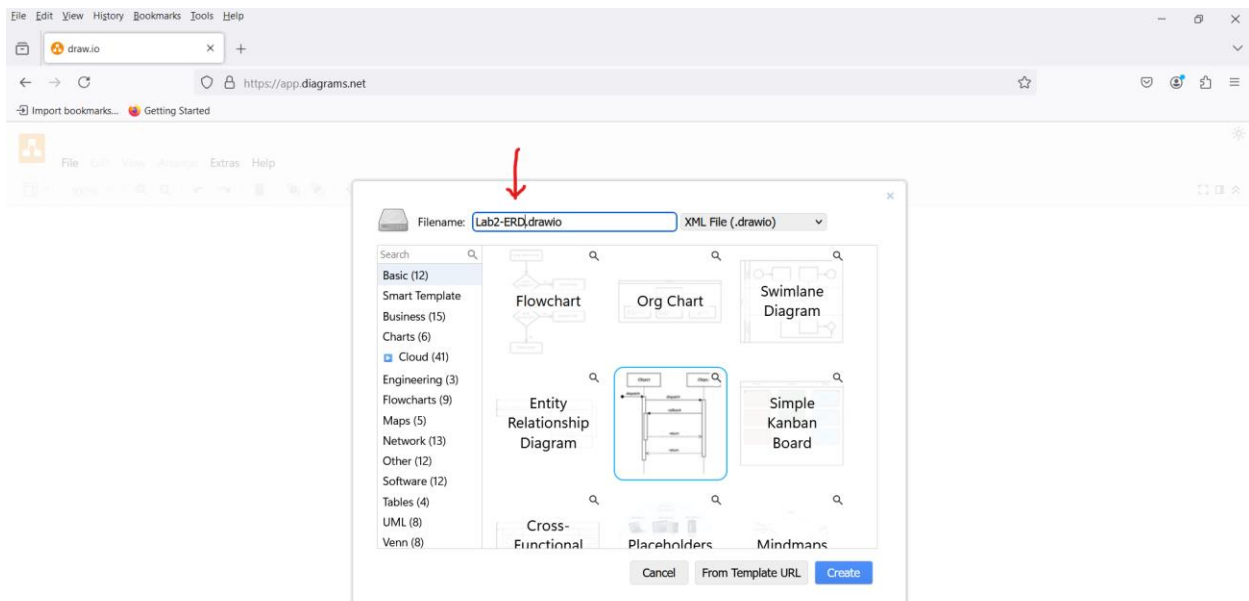 File Edit View History Bookmarks Tools Help
draw.io
https://app.diagrams.net
Import bookmarks... Getting Started
File Edit View Arrange Extras Help
Filename: Lab2-ERD.drawio XML File (.drawio)
Search
Basic (12)
Smart Template
Business (15)
Charts (6)
Cloud (41)
Engineering (3)
Flowcharts (9)
Maps (5)
Network (13)
Other (12)
Software (12)
Tables (4)
UML (8)
Venn (8)
Flowchart
Org Chart
Swimlane
Diagram
Entity
Relationship
Diagram
Object
dispatch
return
return
Simple
Kanban
Board
Cross-
Functional
Placeholders
Mindmaps
Cancel From Template URL Create